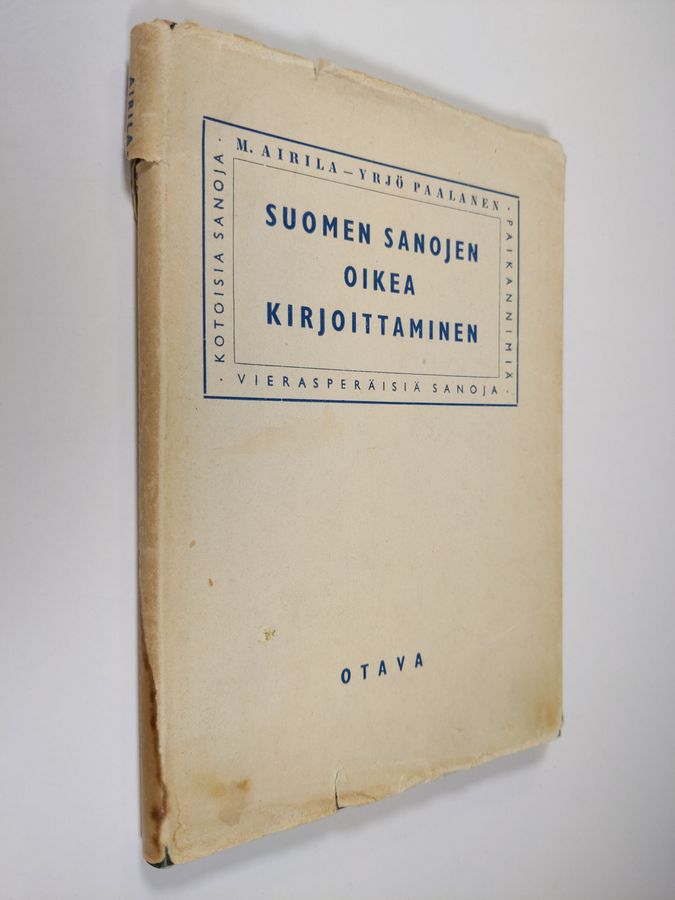 AIRILA
M. AIRILA – YRJÖ PAALANEN
· KOTOISIA SANOJA ·
· PAIKANNIMIÄ ·
SUOMEN SANOJEN
OIKEA
KIRJOITTAMINEN
· VIERASPERÄISIÄ SANOJA ·
OTAVA